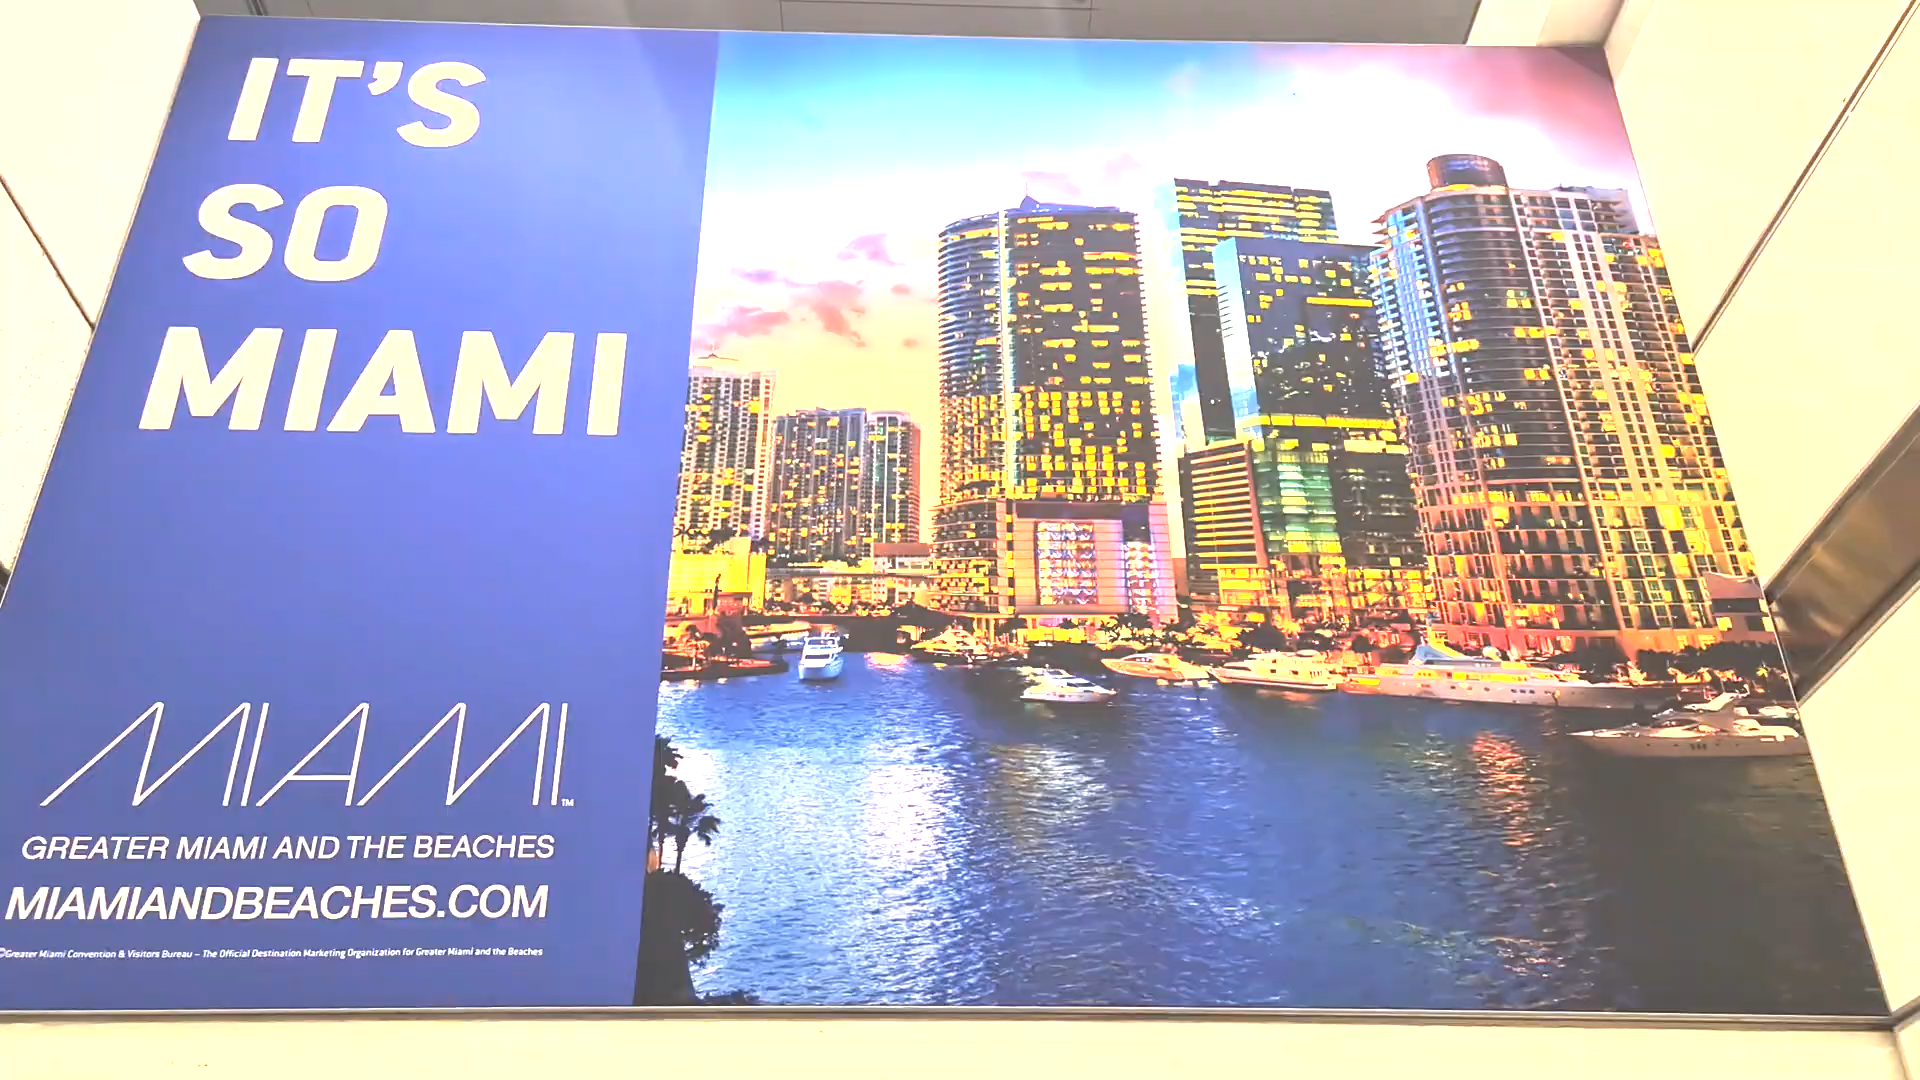 IT'S
SO
MIAMI
MIAMI™
GREATER MIAMI AND THE BEACHES
MIAMIANDBEACHES.COM
©Greater Miami Convention & Visitors Bureau – The Official Destination Marketing Organization for Greater Miami and the Beaches